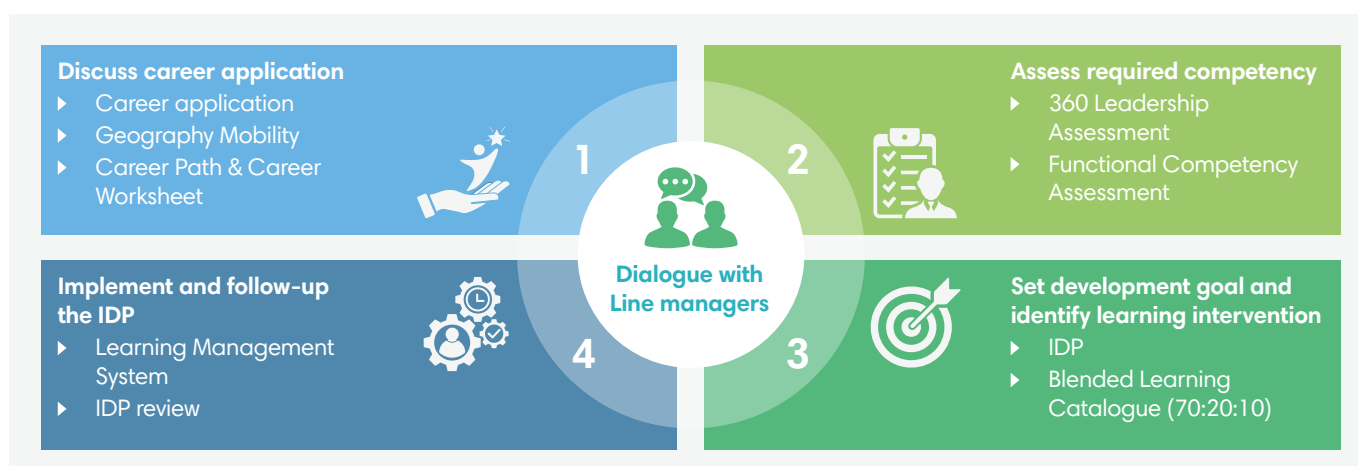 Discuss career application
Career application
Geography Mobility
Career Path & Career
Worksheet
1
Assess required competency
360 Leadership
Assessment
Functional Competency
Assessment
2
Dialogue with
Line managers
Set development goal and
identify learning intervention
IDP
Blended Learning
Catalogue (70:20:10)
3
Implement and follow-up
the IDP
Learning Management
System
IDP review
4